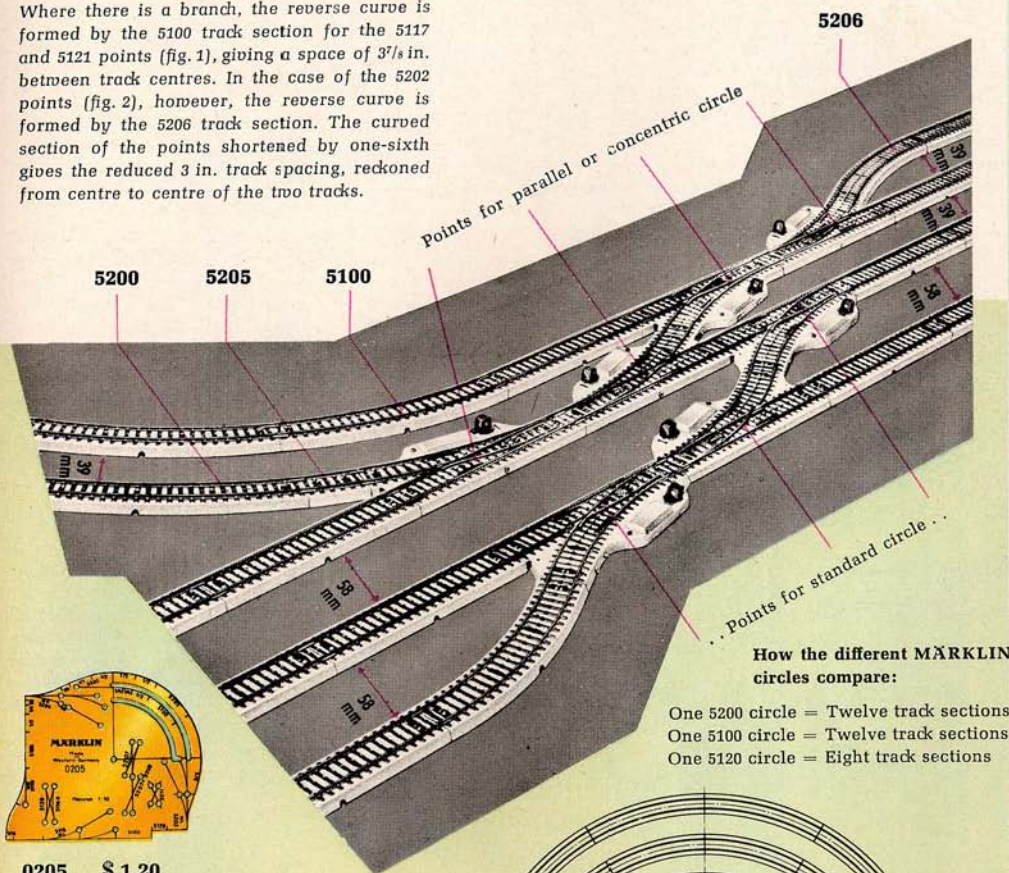 Where there is a branch, the reverse curve is
formed by the 5100 track section for the 5117
and 5121 points (fig. 1), giving a space of 3⁷/₈ in.
between track centres. In the case of the 5202
points (fig. 2), however, the reverse curve is
formed by the 5206 track section. The curved
section of the points shortened by one-sixth
gives the reduced 3 in. track spacing, reckoned
from centre to centre of the two tracks.
5206
Points for parallel or concentric circle
39
mm
39
mm
58
mm
5200 5205 5100
39
mm
58
mm
58
mm
. . Points for standard circle . .
How the different MÄRKLIN
circles compare:
One 5200 circle = Twelve track sections
One 5100 circle = Twelve track sections
One 5120 circle = Eight track sections
MÄRKLIN
Made
in
Western Germany
0205
0205 $ 1.20